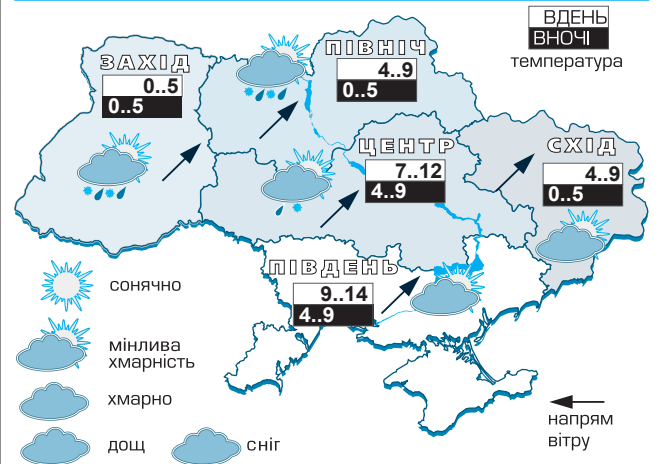 ВДЕНЬ
ВНОЧІ
температура
ПІВНІЧ
4..9
0..5
ЗАХІД
0..5
0..5
ЦЕНТР
7..12
4..9
СХІД
4..9
0..5
ПІВДЕНЬ
9..14
4..9
сонячно
мінлива
хмарність
хмарно
дощ
сніг
напрям
вітру